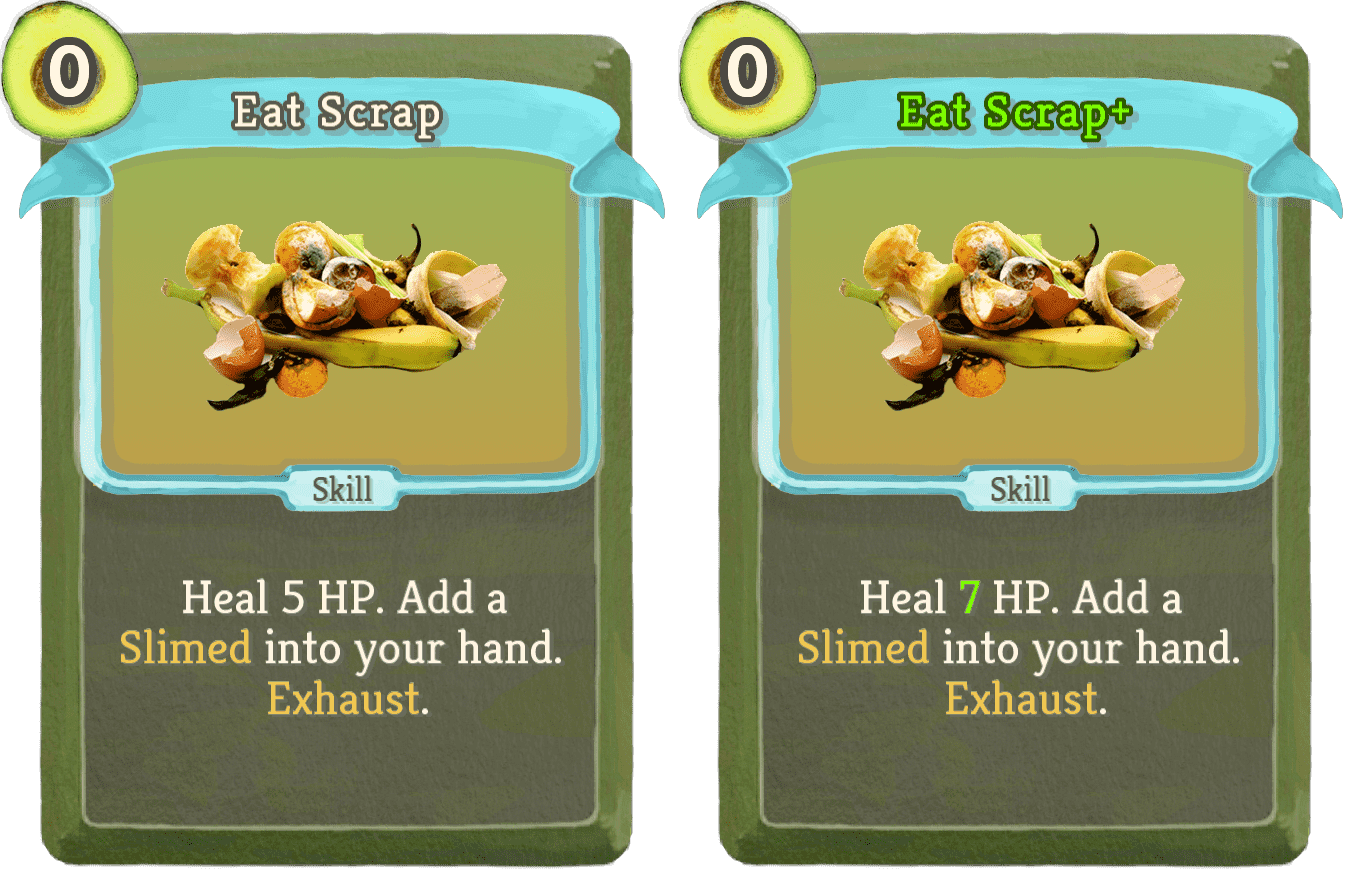 0
Eat Scrap
Skill
Heal 5 HP. Add a
Slimed into your hand.
Exhaust.
0
Eat Scrap+
Skill
Heal 7 HP. Add a
Slimed into your hand.
Exhaust.